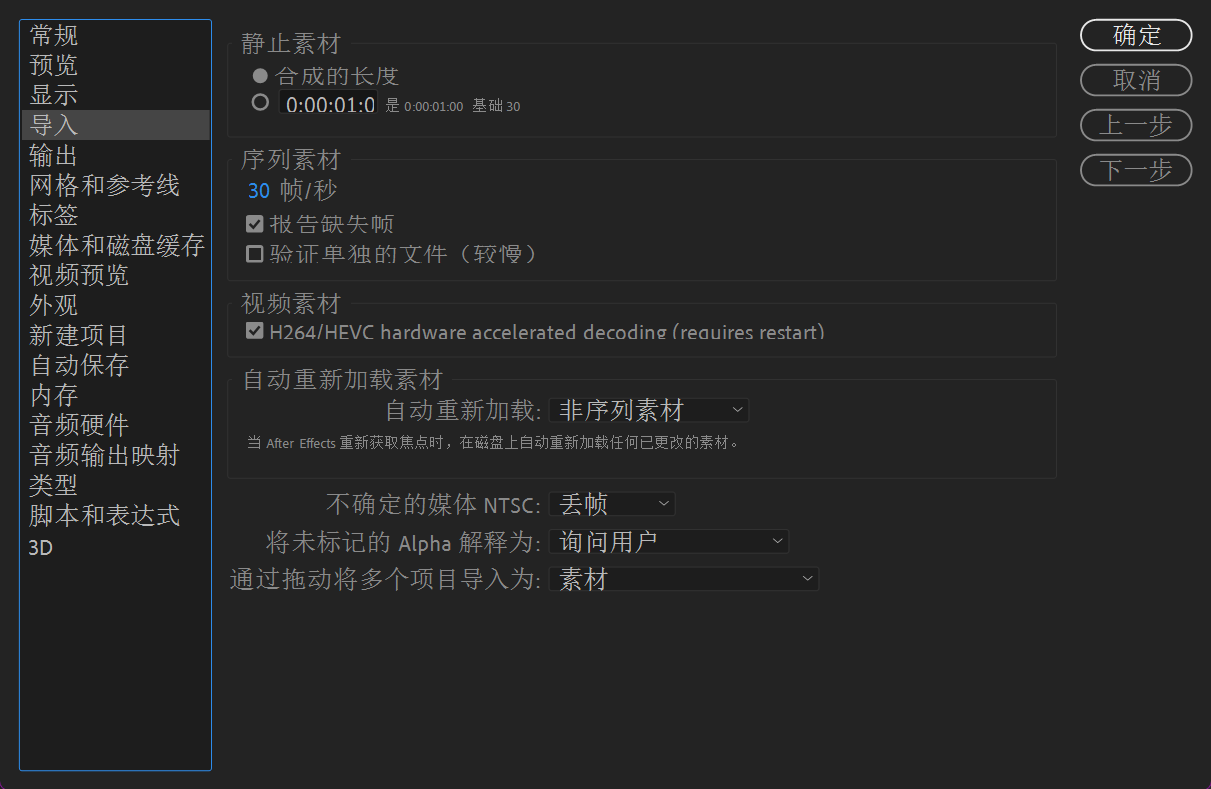 常规
预览
显示
导入
输出
网格和参考线
标签
媒体和磁盘缓存
视频预览
外观
新建项目
自动保存
内存
音频硬件
音频输出映射
类型
脚本和表达式
3D
静止素材
合成的长度
0:00:01:0 是 0:00:01:00 基础 30
序列素材
30 帧/秒
报告缺失帧
验证单独的文件（较慢）
视频素材
H264/HEVC hardware accelerated decoding (requires restart)
自动重新加载素材
自动重新加载: 非序列素材
当 After Effects 重新获取焦点时，在磁盘上自动重新加载任何已更改的素材。
不确定的媒体 NTSC: 丢帧
将未标记的 Alpha 解释为: 询问用户
通过拖动将多个项目导入为: 素材
确定
取消
上一步
下一步